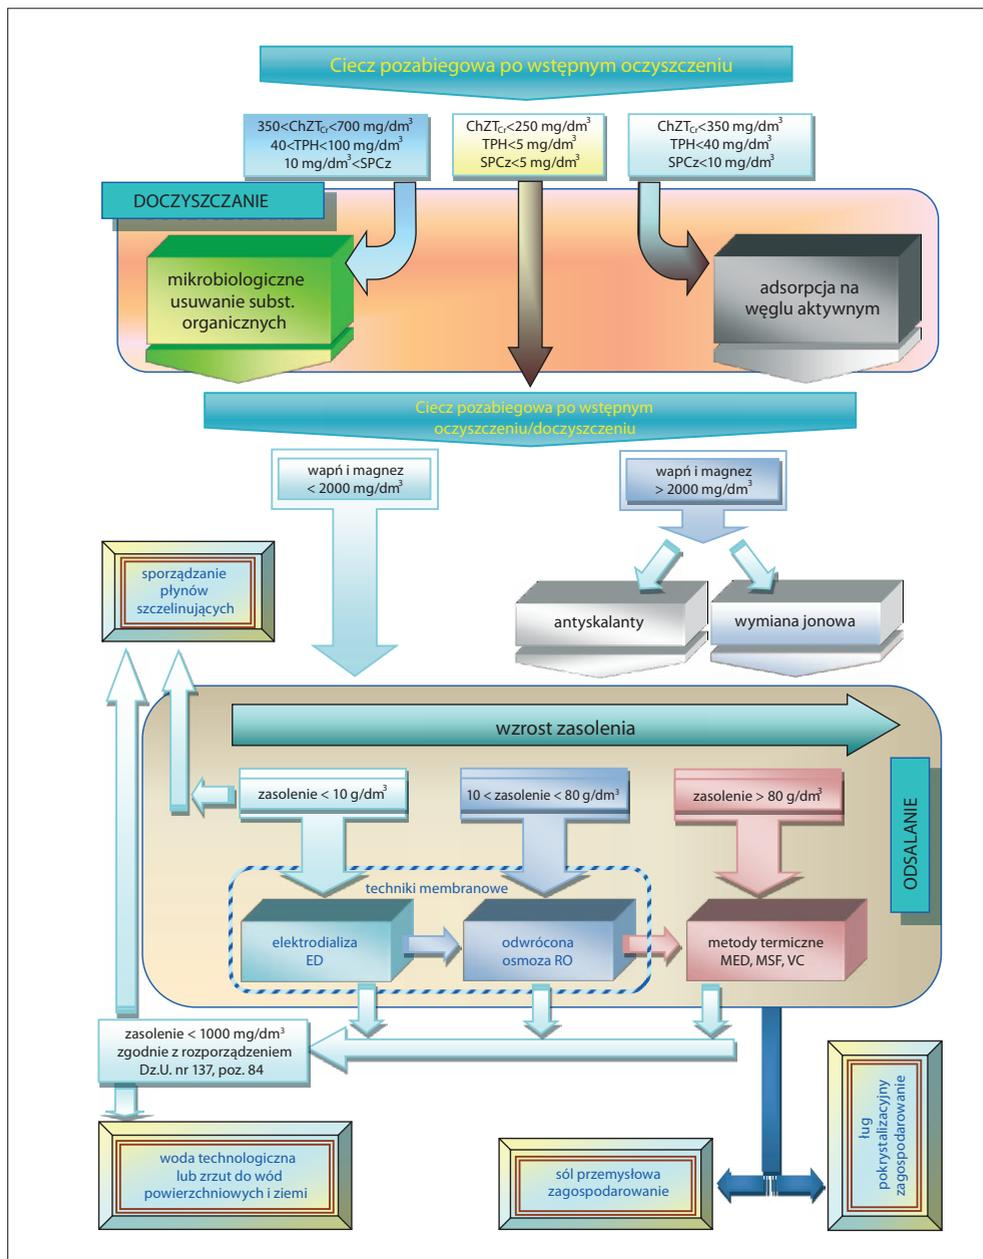 Ciecz pozabiegowa po wstępnym oczyszczeniu
350<ChZT_Cr<700 mg/dm³
40<TPH<100 mg/dm³
10 mg/dm³<SPCz
ChZT_Cr<250 mg/dm³
TPH<5 mg/dm³
SPCz<5 mg/dm³
ChZT_Cr<350 mg/dm³
TPH<40 mg/dm³
SPCz<10 mg/dm³
DOCZYSZCZANIE
mikrobiologiczne
usuwanie subst.
organicznych
adsorpcja na
węglu aktywnym
Ciecz pozabiegowa po wstępnym
oczyszczeniu/doczyszczeniu
wapń i magnez
< 2000 mg/dm³
wapń i magnez
> 2000 mg/dm³
sporządzanie
płynów
szczelinujących
antyskalanty
wymiana jonowa
wzrost zasolenia
ODSALANIE
zasolenie < 10 g/dm³
10 < zasolenie < 80 g/dm³
zasolenie > 80 g/dm³
techniki membranowe
elektrodializa
ED
odwrócona
osmoza RO
metody termiczne
MED, MSF, VC
zasolenie < 1000 mg/dm³
zgodnie z rozporządzeniem
Dz.U. nr 137, poz. 84
woda technologiczna
lub zrzut do wód
powierzchniowych i ziemi
sól przemysłowa
zagospodarowanie
ług
pokrystalizacyjny
zagospodarowanie